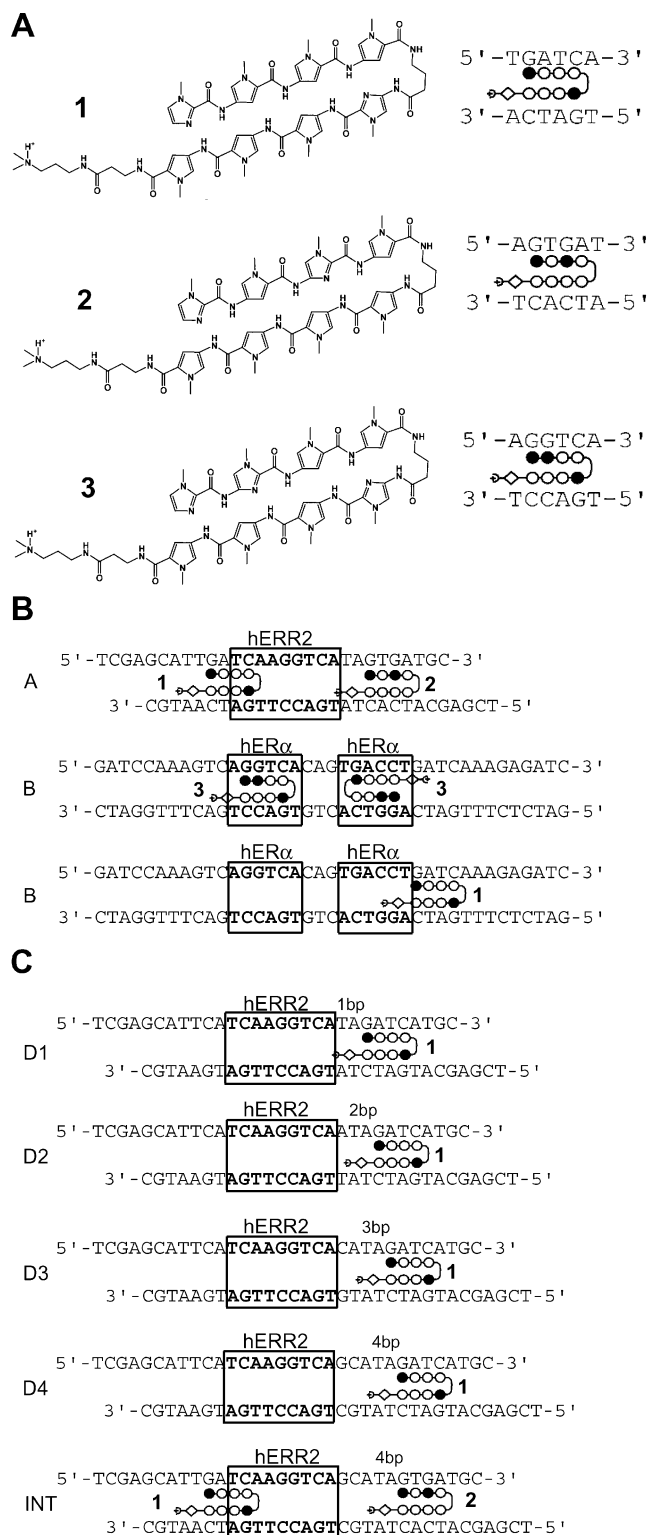 A
1
5'-TGATCA-3'
3'-ACTAGT-5'
2
5'-AGTGAT-3'
3'-TCACTA-5'
3
5'-AGGTCA-3'
3'-TCCAGT-5'
B
hERR2
5'-TCGAGCATTGATCAAGGTCATAGTGATGC-3'
A 1 2
3'-CGTAACTAGTTCCAGTATCACTACGAGCT-5'
hERα hERα
5'-GATCCAAAGTCAGGTCACAGTGACCTGATCAAAGAGATC-3'
B 3 3
3'-CTAGGTTTCAGTCCAGTGTCACTGGACTAGTTTCTCTAG-5'
hERα hERα
5'-GATCCAAAGTCAGGTCACAGTGACCTGATCAAAGAGATC-3'
B 1
3'-CTAGGTTTCAGTCCAGTGTCACTGGACTAGTTTCTCTAG-5'
C
hERR2 1bp
5'-TCGAGCATTCATCAAGGTCATAGATCATGC-3'
D1 1
3'-CGTAAGTAGTTCCAGTATCTAGTACGAGCT-5'
hERR2 2bp
5'-TCGAGCATTCATCAAGGTCAATAGATCATGC-3'
D2 1
3'-CGTAAGTAGTTCCAGTTATCTAGTACGAGCT-5'
hERR2 3bp
5'-TCGAGCATTCATCAAGGTCACATAGATCATGC-3'
D3 1
3'-CGTAAGTAGTTCCAGTGTATCTAGTACGAGCT-5'
hERR2 4bp
5'-TCGAGCATTCATCAAGGTCAGCATAGATCATGC-3'
D4 1
3'-CGTAAGTAGTTCCAGTCGTATCTAGTACGAGCT-5'
hERR2 4bp
5'-TCGAGCATTGATCAAGGTCAGCATAGTGATGC-3'
INT 1 2
3'-CGTAACTAGTTCCAGTCGTATCACTACGAGCT-5'